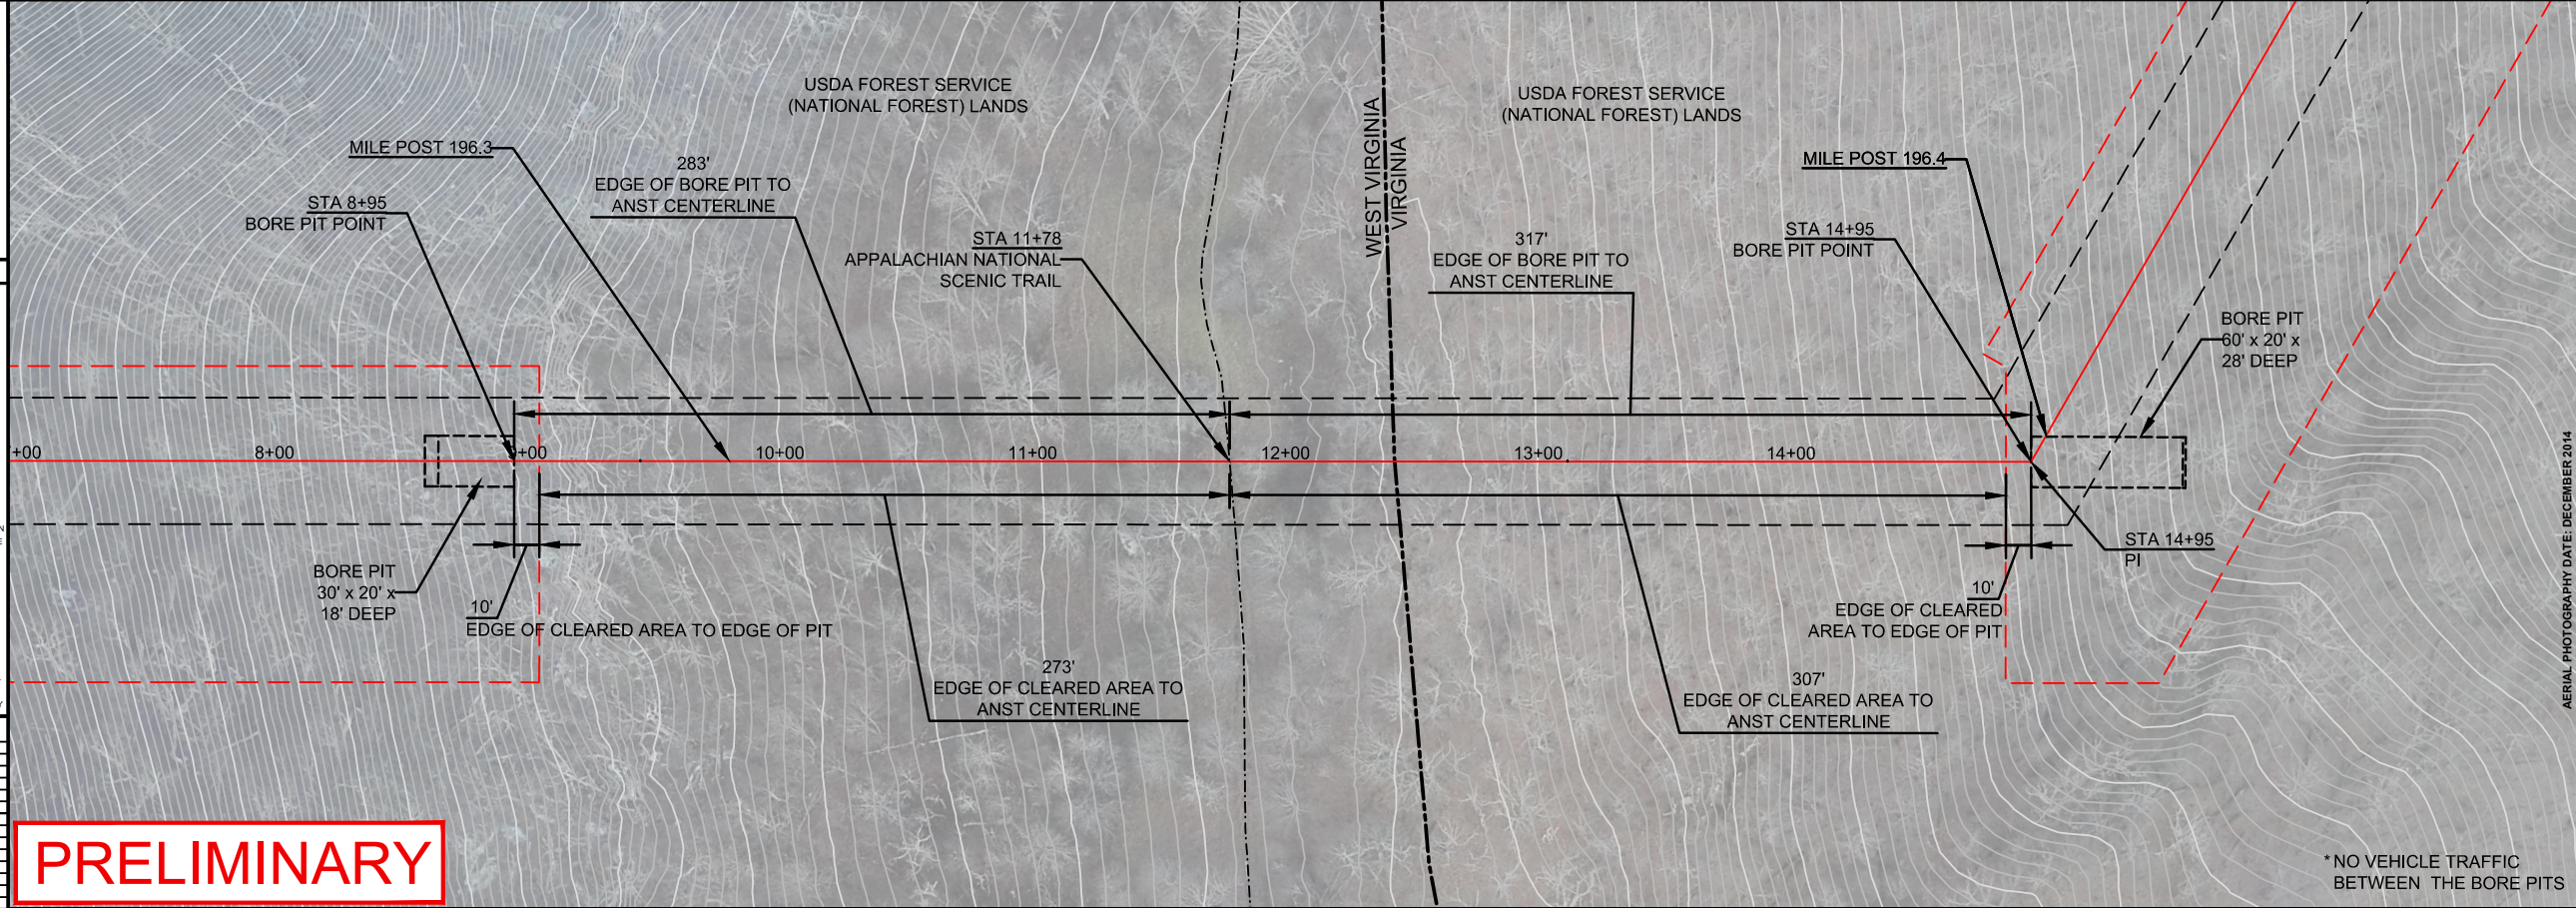 USDA FOREST SERVICE
(NATIONAL FOREST) LANDS
USDA FOREST SERVICE
(NATIONAL FOREST) LANDS
MILE POST 196.3
283'
EDGE OF BORE PIT TO
ANST CENTERLINE
STA 8+95
BORE PIT POINT
STA 11+78
APPALACHIAN NATIONAL
SCENIC TRAIL
WEST VIRGINIA
VIRGINIA
317'
EDGE OF BORE PIT TO
ANST CENTERLINE
MILE POST 196.4
STA 14+95
BORE PIT POINT
BORE PIT
60' x 20' x
28' DEEP
+00
8+00
+00
10+00
11+00
12+00
13+00
14+00
BORE PIT
30' x 20' x
18' DEEP
10'
EDGE OF CLEARED AREA TO EDGE OF PIT
273'
EDGE OF CLEARED AREA TO
ANST CENTERLINE
307'
EDGE OF CLEARED AREA TO
ANST CENTERLINE
10'
EDGE OF CLEARED
AREA TO EDGE OF PIT
STA 14+95
PI
AERIAL PHOTOGRAPHY DATE: DECEMBER 2014
PRELIMINARY
* NO VEHICLE TRAFFIC
BETWEEN THE BORE PITS